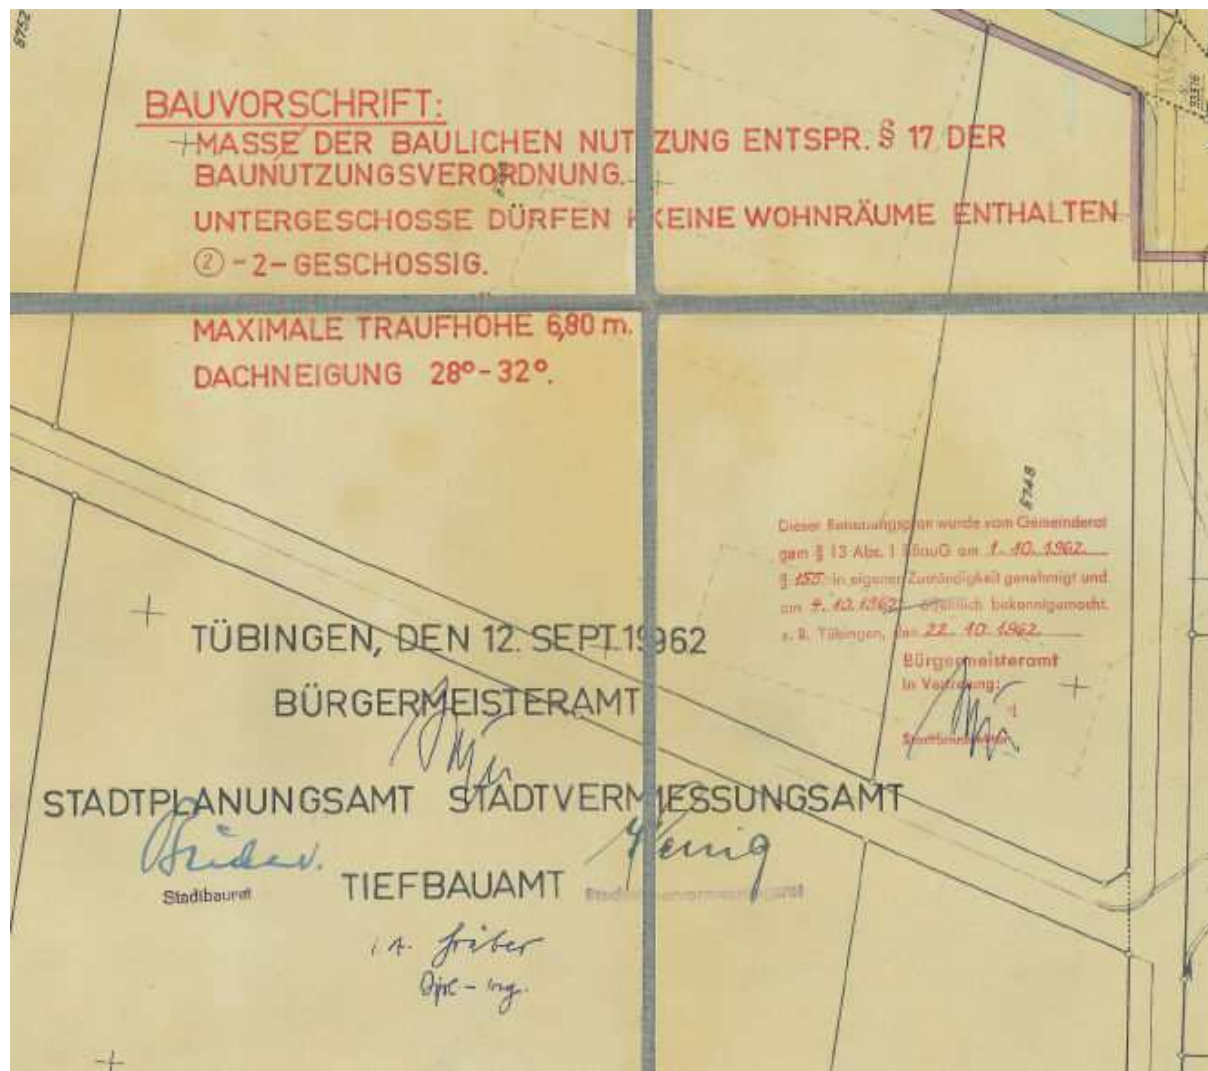 5752
BAUVORSCHRIFT:
MASSE DER BAULICHEN NUTZUNG ENTSPR. § 17 DER
BAUNUTZUNGSVERORDNUNG.
UNTERGESCHOSSE DÜRFEN KEINE WOHNRÄUME ENTHALTEN
② - 2 - GESCHOSSIG.
MAXIMALE TRAUFHÖHE 6,80 m.
DACHNEIGUNG 28° - 32°.
5748
Dieser Bebauungsplan wurde vom Gemeinderat
gem § 13 Abs. 1 BBauG am 1. 10. 1962
§ 155 in eigener Zuständigkeit genehmigt und
am 10.1962 öffentlich bekanntgemacht.
z. B. Tübingen, den 22. 10. 1962
Bürgermeisteramt
In Vertretung:
TÜBINGEN, DEN 12. SEPT. 1962
BÜRGERMEISTERAMT
STADTPLANUNGSAMT STADTVERMESSUNGSAMT
Stadtbaurat
TIEFBAUAMT
i. A.
Dipl-Ing.